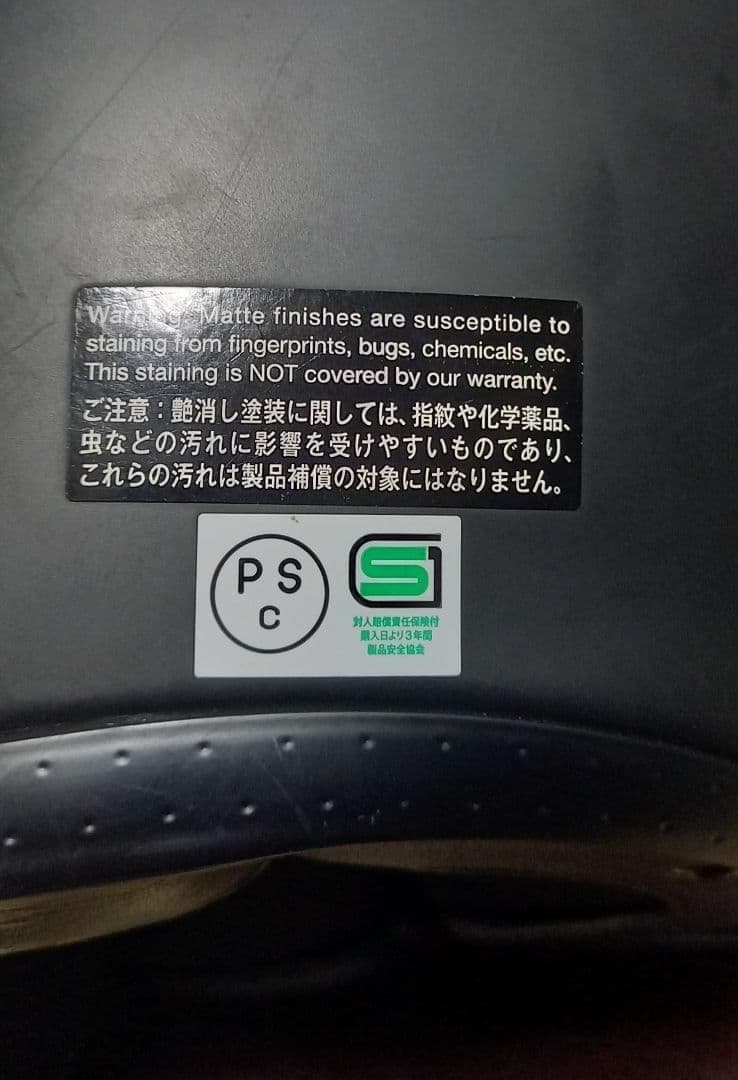 Warning: Matte finishes are susceptible to
staining from fingerprints, bugs, chemicals, etc.
This staining is NOT covered by our warranty.
ご注意：艶消し塗装に関しては、指紋や化学薬品、
虫などの汚れに影響を受けやすいものであり、
これらの汚れは製品補償の対象にはなりません。
P S
C
SG
対人賠償責任保険付
購入日より3年間
製品安全協会